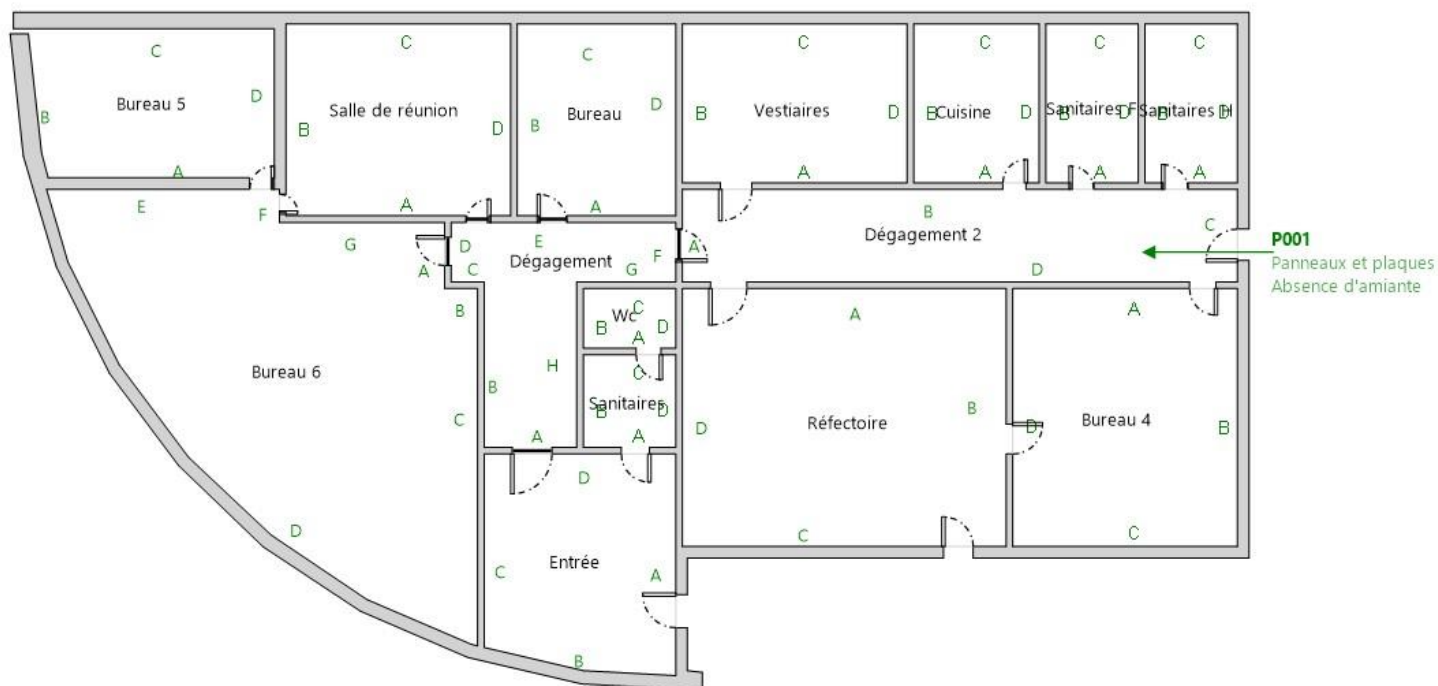 C
C
C
C
C
C
C
Bureau 5
D
B
Salle de réunion
B
D
Bureau
B
D
Vestiaires
B
D
Cuisine
B
D
Sanitaires F
B
D
Sanitaires H
B
D
A
A
A
A
A
A
A
E
F
G
A
D
E
C
Dégagement
F
G
A
B
Dégagement 2
C
D
P001
Panneaux et plaques
Absence d'amiante
B
Bureau 6
C
D
B
H
A
C
Wc
B
D
A
C
Sanitaires
B
D
A
A
D
Réfectoire
B
C
A
D
Bureau 4
B
C
D
Entrée
C
A
B